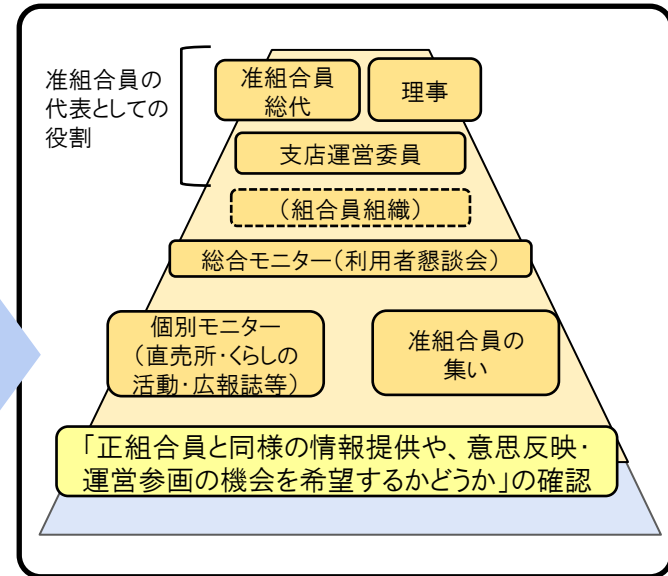 准組合員の
代表としての
役割
准組合員
総代
理事
支店運営委員
（組合員組織）
総合モニター（利用者懇談会）
個別モニター
（直売所・くらしの
活動・広報誌等）
准組合員の
集い
「正組合員と同様の情報提供や、意思反映・
運営参画の機会を希望するかどうか」の確認